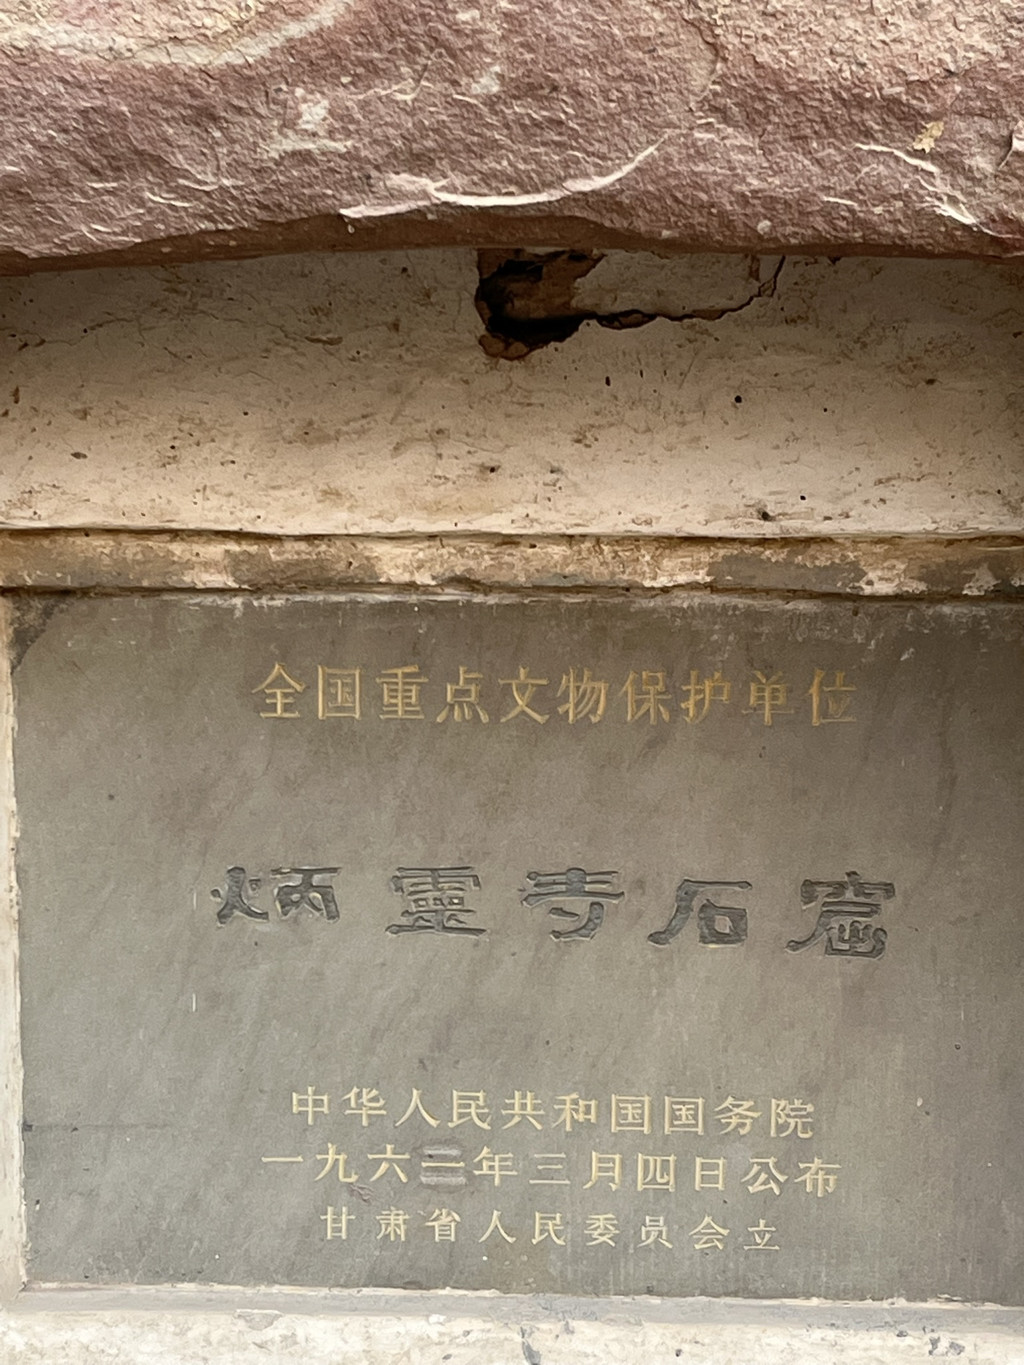 全国重点文物保护单位
炳靈寺石窟
中华人民共和国国务院
一九六一年三月四日公布
甘肃省人民委员会立